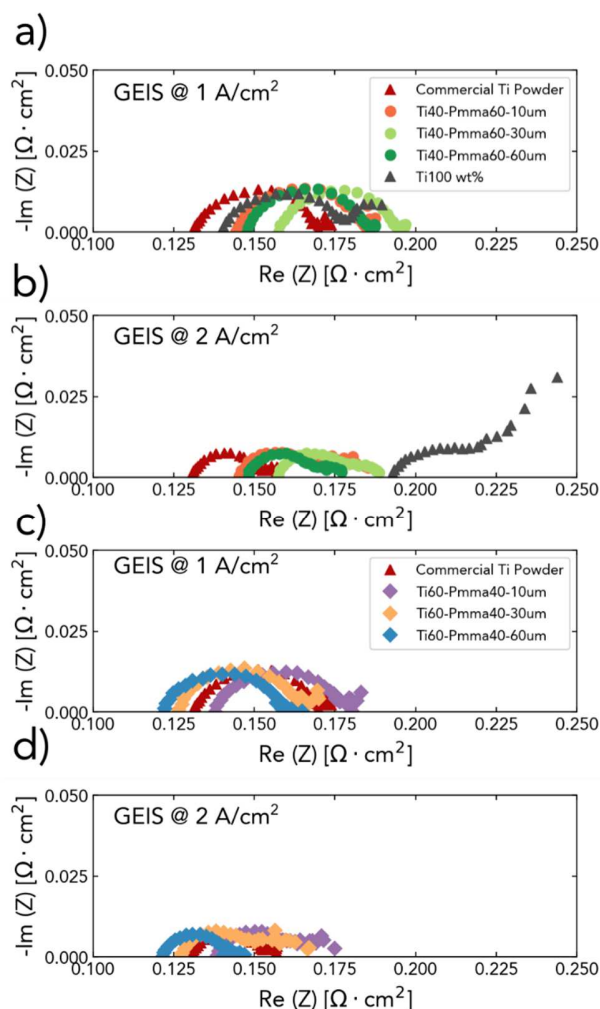 a)
0.050
0.025
0.000
-Im (Z) [Ω · cm²]
GEIS @ 1 A/cm²
Commercial Ti Powder
Ti40-Pmma60-10um
Ti40-Pmma60-30um
Ti40-Pmma60-60um
Ti100 wt%
0.100 0.125 0.150 0.175 0.200 0.225 0.250
Re (Z) [Ω · cm²]
b)
0.050
0.025
0.000
-Im (Z) [Ω · cm²]
GEIS @ 2 A/cm²
0.100 0.125 0.150 0.175 0.200 0.225 0.250
Re (Z) [Ω · cm²]
c)
0.050
0.025
0.000
-Im (Z) [Ω · cm²]
GEIS @ 1 A/cm²
Commercial Ti Powder
Ti60-Pmma40-10um
Ti60-Pmma40-30um
Ti60-Pmma40-60um
0.100 0.125 0.150 0.175 0.200 0.225 0.250
Re (Z) [Ω · cm²]
d)
0.050
0.025
0.000
-Im (Z) [Ω · cm²]
GEIS @ 2 A/cm²
0.100 0.125 0.150 0.175 0.200 0.225 0.250
Re (Z) [Ω · cm²]